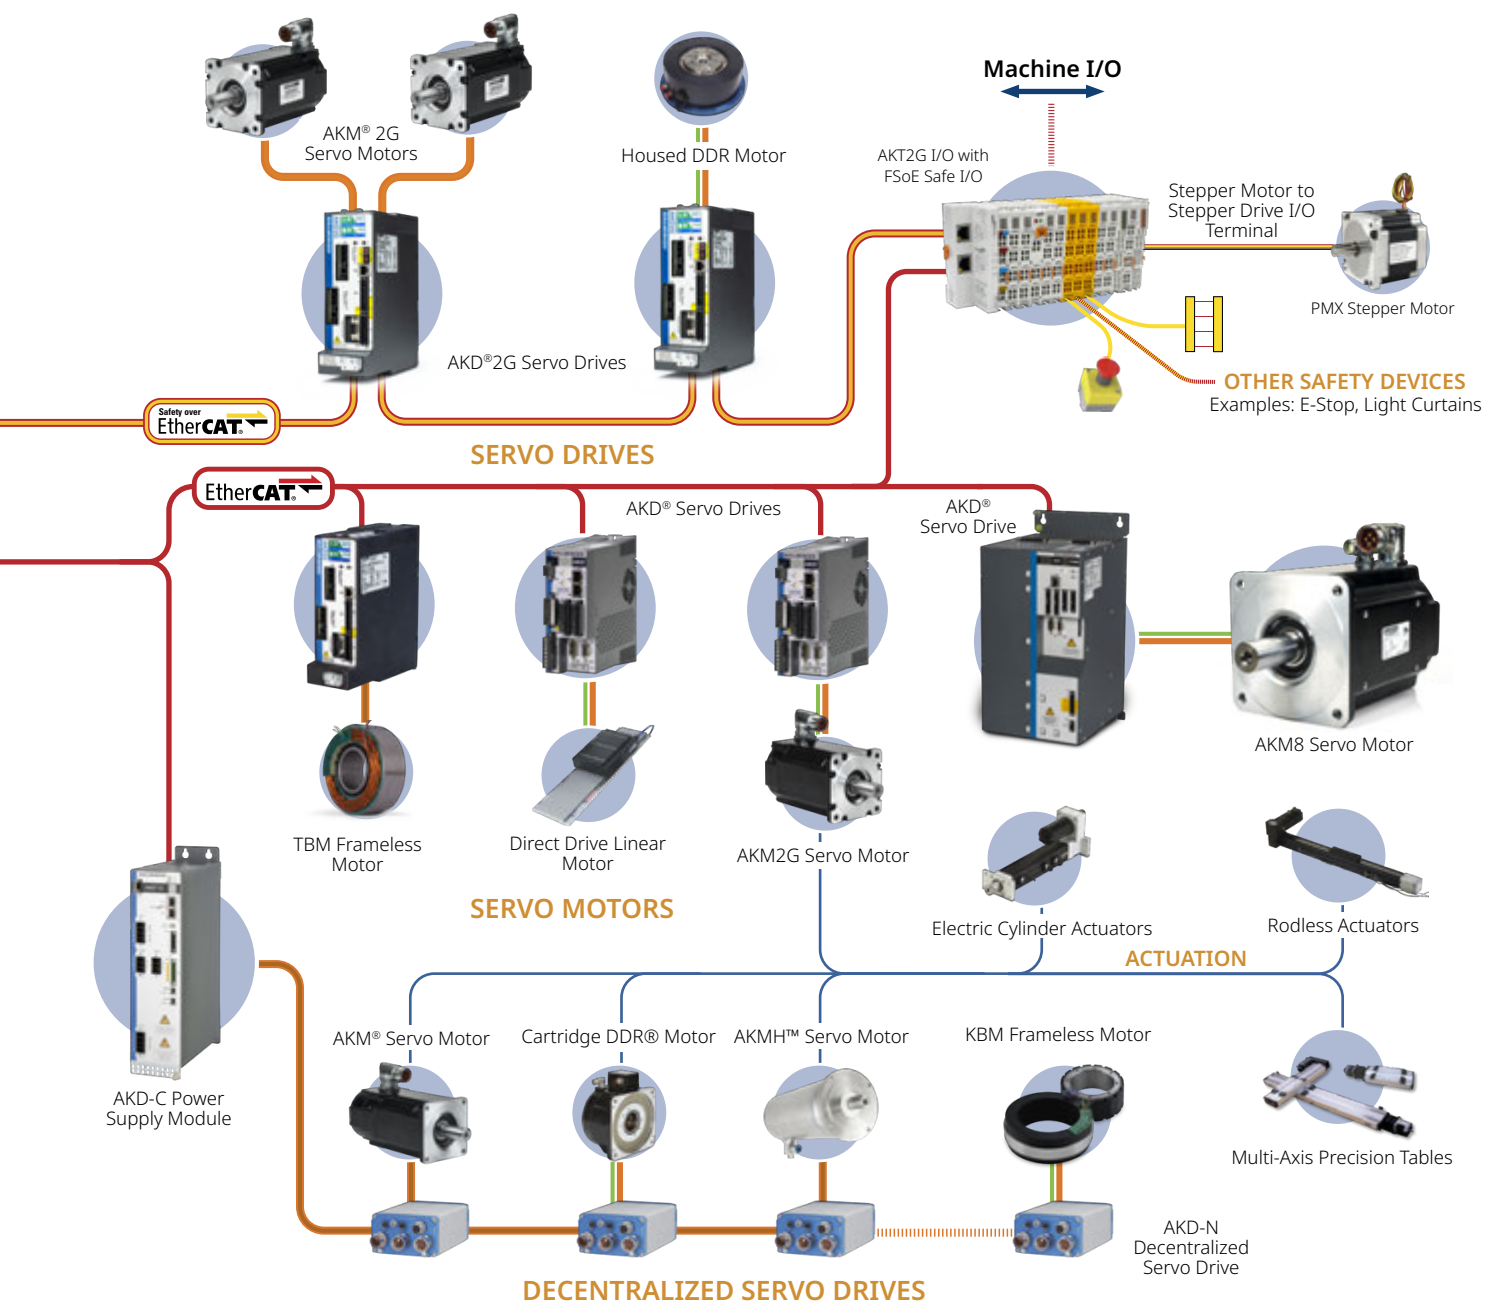 Machine I/O
AKM® 2G
Servo Motors
Housed DDR Motor
AKT2G I/O with
FSoE Safe I/O
Stepper Motor to
Stepper Drive I/O
Terminal
PMX Stepper Motor
AKD®2G Servo Drives
OTHER SAFETY DEVICES
Examples: E-Stop, Light Curtains
Safety over
EtherCAT®
SERVO DRIVES
EtherCAT®
AKD® Servo Drives
AKD®
Servo Drive
AKM8 Servo Motor
TBM Frameless
Motor
Direct Drive Linear
Motor
AKM2G Servo Motor
SERVO MOTORS
Electric Cylinder Actuators
Rodless Actuators
ACTUATION
AKM® Servo Motor
Cartridge DDR® Motor
AKMH™ Servo Motor
KBM Frameless Motor
AKD-C Power
Supply Module
Multi-Axis Precision Tables
AKD-N
Decentralized
Servo Drive
DECENTRALIZED SERVO DRIVES